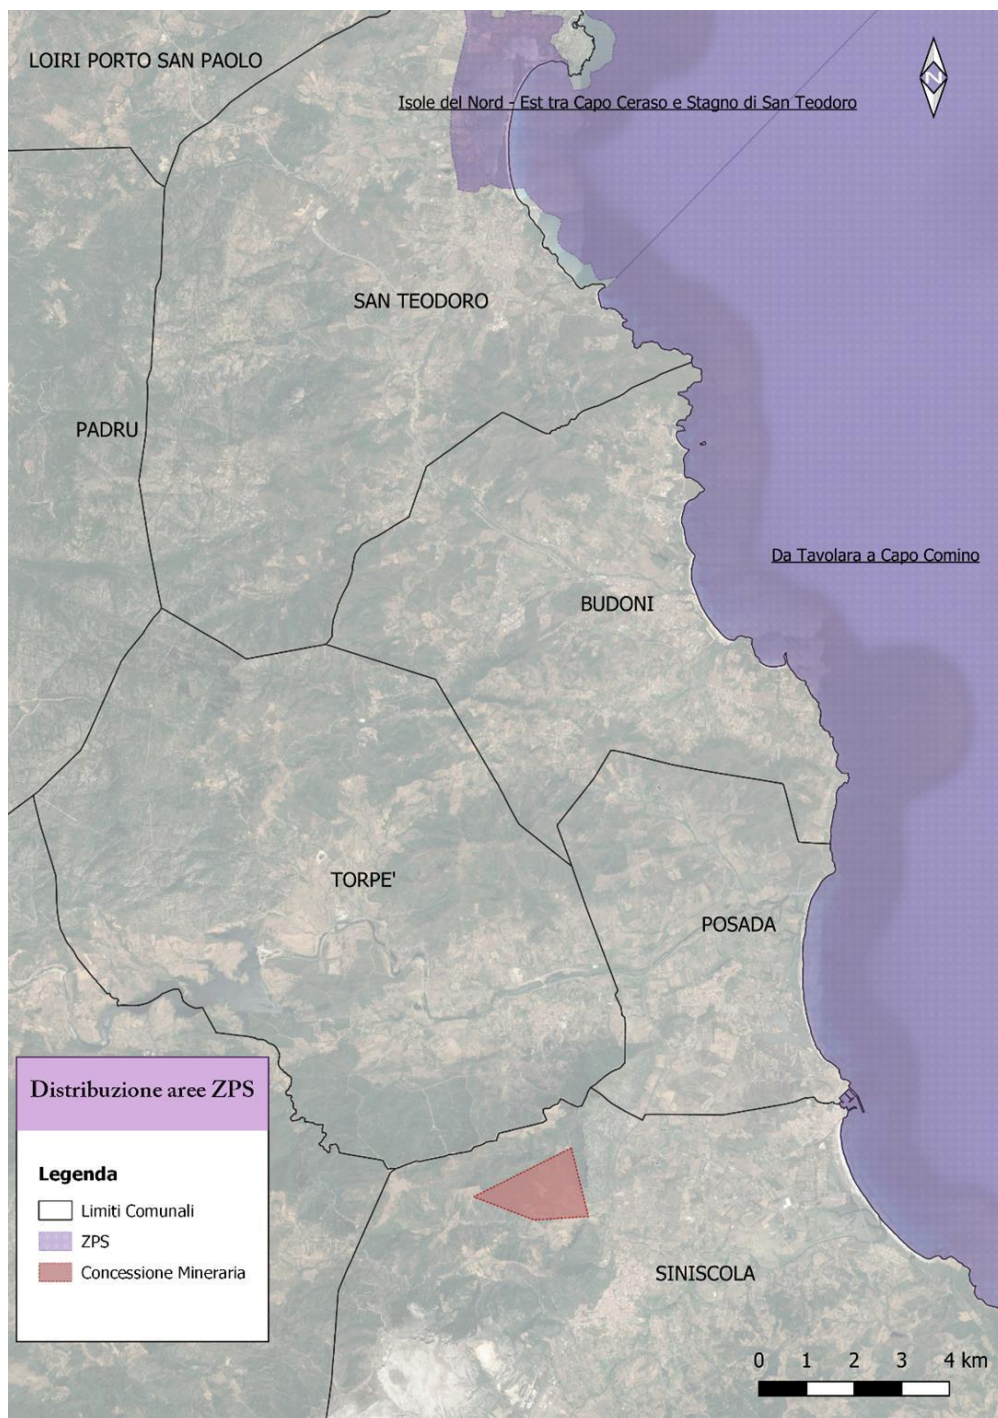 LOIRI PORTO SAN PAOLO
Isole del Nord - Est tra Capo Ceraso e Stagno di San Teodoro
N
SAN TEODORO
PADRU
Da Tavolara a Capo Comino
BUDONI
TORPE'
POSADA
Distribuzione aree ZPS
Legenda
Limiti Comunali
ZPS
Concessione Mineraria
SINISCOLA
0 1 2 3 4 km